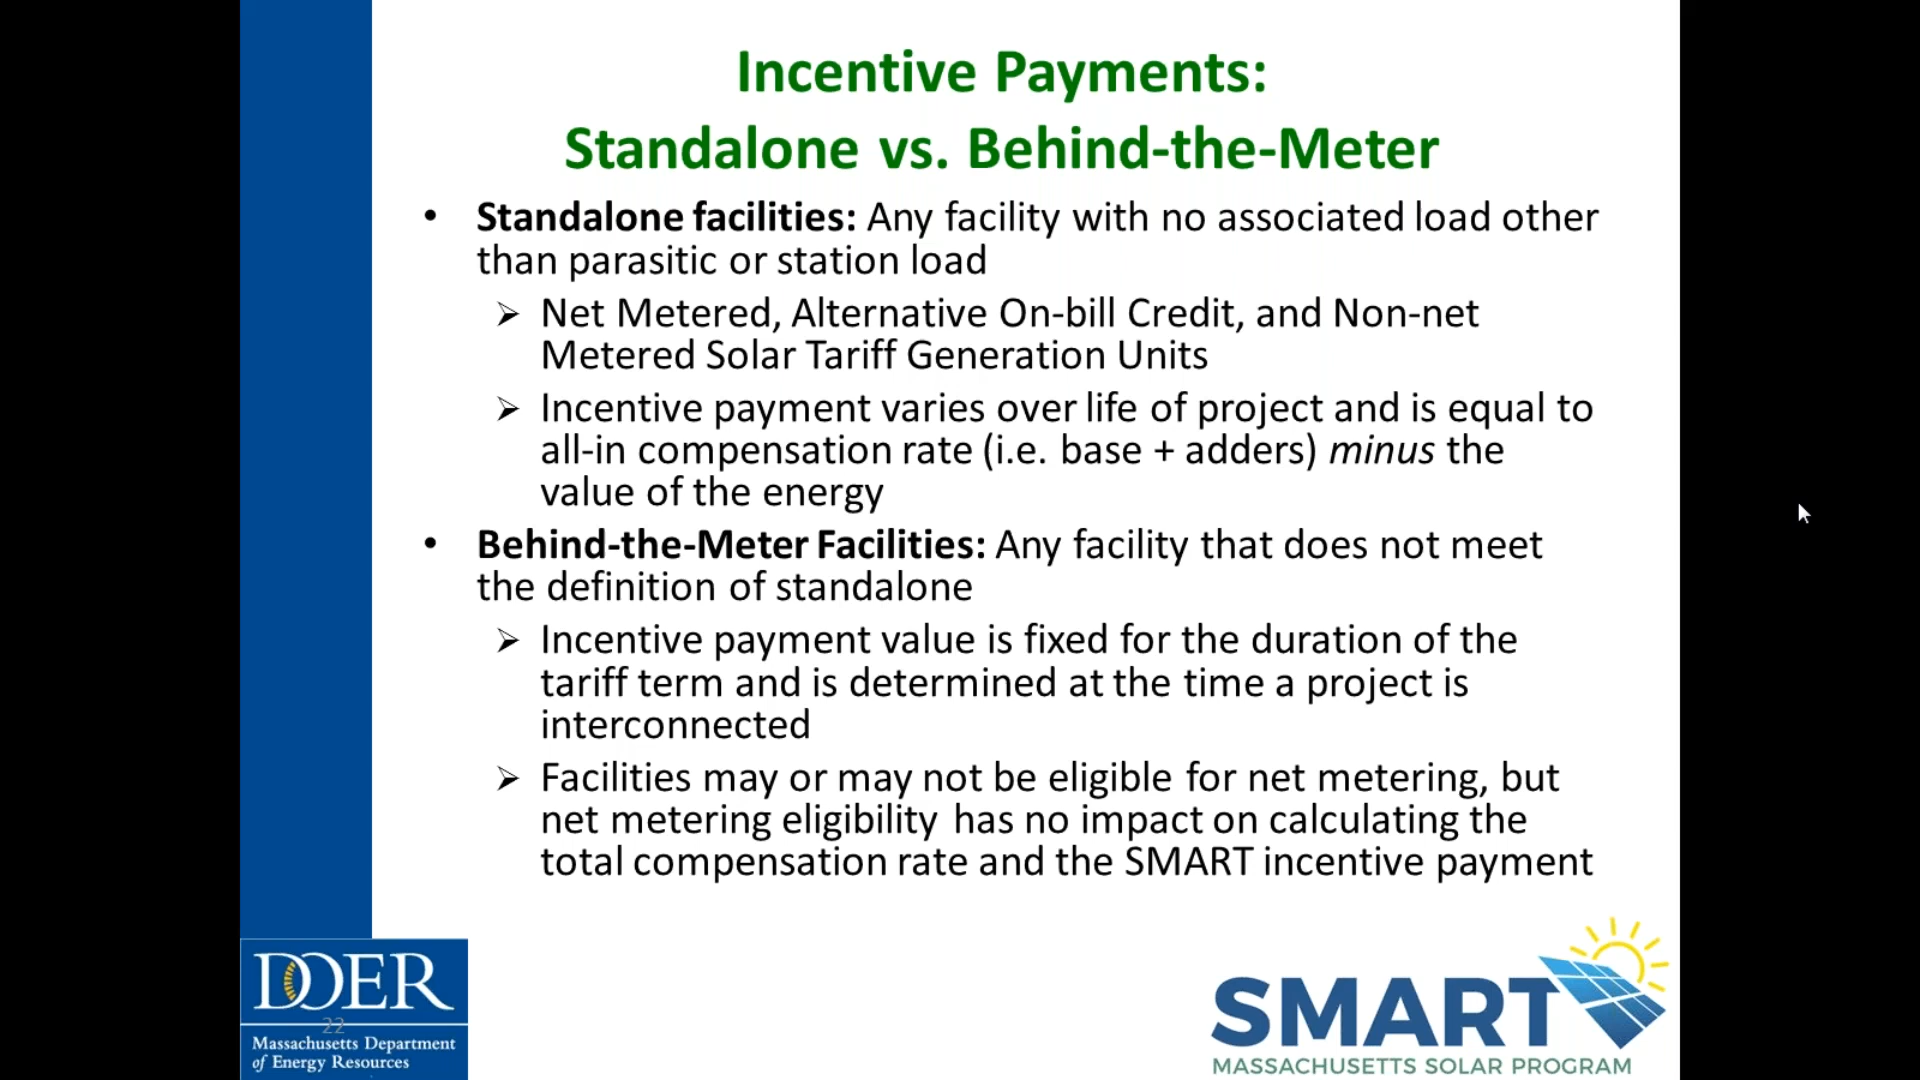 Incentive Payments:
Standalone vs. Behind-the-Meter
• Standalone facilities: Any facility with no associated load other
than parasitic or station load
➢ Net Metered, Alternative On-bill Credit, and Non-net
Metered Solar Tariff Generation Units
➢ Incentive payment varies over life of project and is equal to
all-in compensation rate (i.e. base + adders) minus the
value of the energy
• Behind-the-Meter Facilities: Any facility that does not meet
the definition of standalone
➢ Incentive payment value is fixed for the duration of the
tariff term and is determined at the time a project is
interconnected
➢ Facilities may or may not be eligible for net metering, but
net metering eligibility has no impact on calculating the
total compensation rate and the SMART incentive payment
DOER
22
Massachusetts Department
of Energy Resources
SMART
MASSACHUSETTS SOLAR PROGRAM